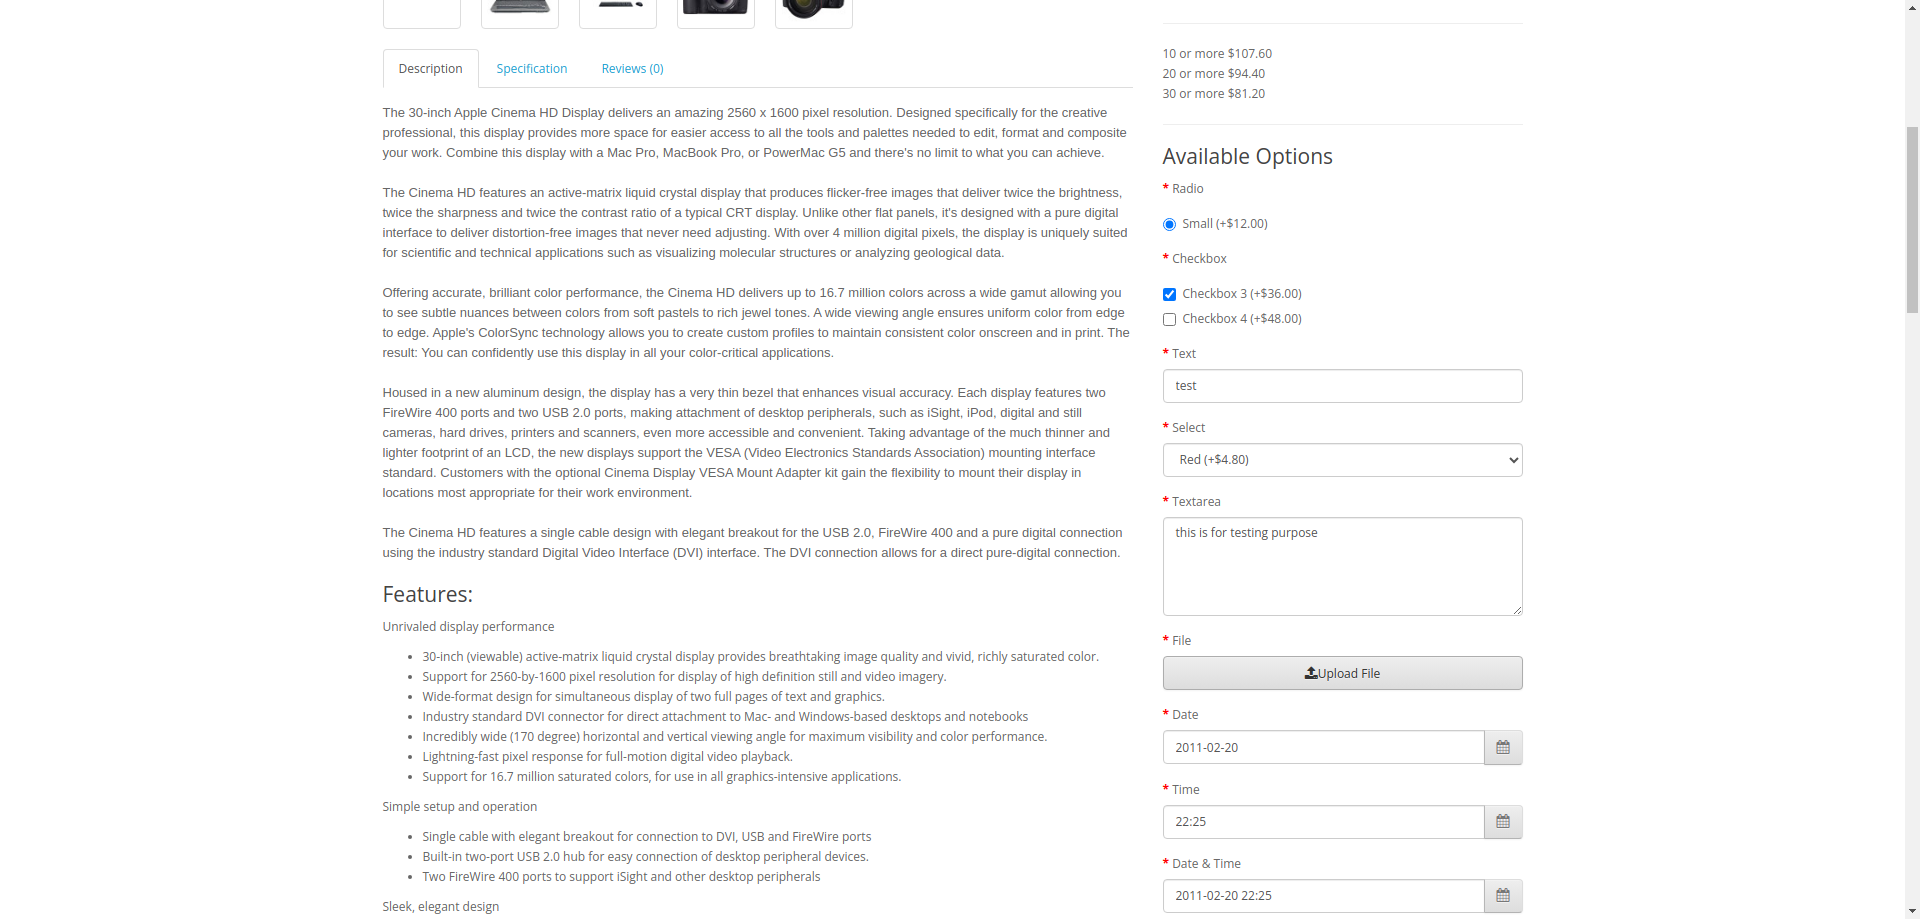 Description
Specification
Reviews (0)
The 30-inch Apple Cinema HD Display delivers an amazing 2560 x 1600 pixel resolution. Designed specifically for the creative
professional, this display provides more space for easier access to all the tools and palettes needed to edit, format and composite
your work. Combine this display with a Mac Pro, MacBook Pro, or PowerMac G5 and there's no limit to what you can achieve.
The Cinema HD features an active-matrix liquid crystal display that produces flicker-free images that deliver twice the brightness,
twice the sharpness and twice the contrast ratio of a typical CRT display. Unlike other flat panels, it's designed with a pure digital
interface to deliver distortion-free images that never need adjusting. With over 4 million digital pixels, the display is uniquely suited
for scientific and technical applications such as visualizing molecular structures or analyzing geological data.
Offering accurate, brilliant color performance, the Cinema HD delivers up to 16.7 million colors across a wide gamut allowing you
to see subtle nuances between colors from soft pastels to rich jewel tones. A wide viewing angle ensures uniform color from edge
to edge. Apple's ColorSync technology allows you to create custom profiles to maintain consistent color onscreen and in print. The
result: You can confidently use this display in all your color-critical applications.
Housed in a new aluminum design, the display has a very thin bezel that enhances visual accuracy. Each display features two
FireWire 400 ports and two USB 2.0 ports, making attachment of desktop peripherals, such as iSight, iPod, digital and still
cameras, hard drives, printers and scanners, even more accessible and convenient. Taking advantage of the much thinner and
lighter footprint of an LCD, the new displays support the VESA (Video Electronics Standards Association) mounting interface
standard. Customers with the optional Cinema Display VESA Mount Adapter kit gain the flexibility to mount their display in
locations most appropriate for their work environment.
The Cinema HD features a single cable design with elegant breakout for the USB 2.0, FireWire 400 and a pure digital connection
using the industry standard Digital Video Interface (DVI) interface. The DVI connection allows for a direct pure-digital connection.
Features:
Unrivaled display performance
• 30-inch (viewable) active-matrix liquid crystal display provides breathtaking image quality and vivid, richly saturated color.
• Support for 2560-by-1600 pixel resolution for display of high definition still and video imagery.
• Wide-format design for simultaneous display of two full pages of text and graphics.
• Industry standard DVI connector for direct attachment to Mac- and Windows-based desktops and notebooks
• Incredibly wide (170 degree) horizontal and vertical viewing angle for maximum visibility and color performance.
• Lightning-fast pixel response for full-motion digital video playback.
• Support for 16.7 million saturated colors, for use in all graphics-intensive applications.
Simple setup and operation
• Single cable with elegant breakout for connection to DVI, USB and FireWire ports
• Built-in two-port USB 2.0 hub for easy connection of desktop peripheral devices.
• Two FireWire 400 ports to support iSight and other desktop peripherals
Sleek, elegant design
10 or more $107.60
20 or more $94.40
30 or more $81.20
Available Options
* Radio
Small (+$12.00)
* Checkbox
Checkbox 3 (+$36.00)
Checkbox 4 (+$48.00)
* Text
test
* Select
Red (+$4.80)
* Textarea
this is for testing purpose
* File
Upload File
* Date
2011-02-20
* Time
22:25
* Date & Time
2011-02-20 22:25